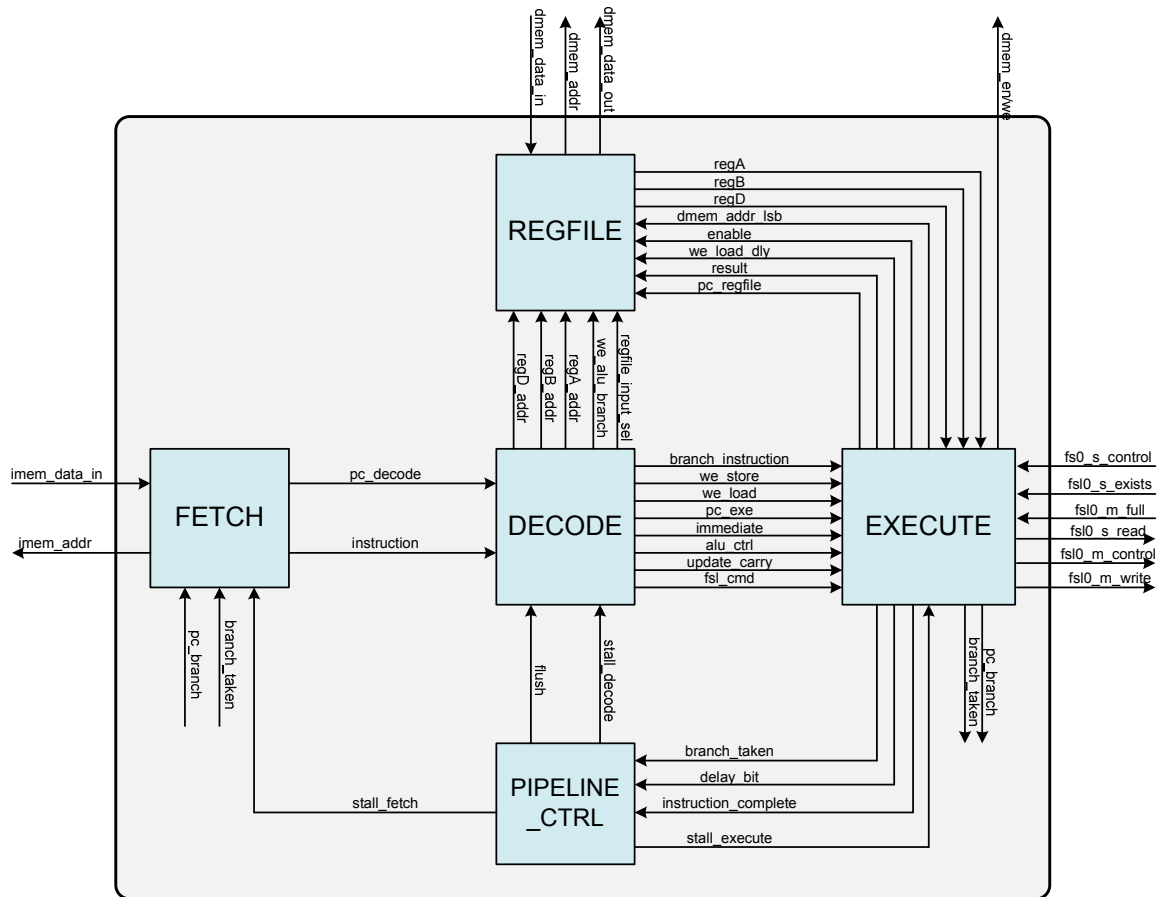 dmem_data_in
dmem_addr
dmem_data_out
dmem_en/we
REGFILE
regA
regB
regD
dmem_addr_lsb
enable
we_load_dly
result
pc_regfile
regD_addr
regB_addr
regA_addr
we_alu_branch
regfile_input_sel
imem_data_in
imem_addr
FETCH
pc_decode
instruction
DECODE
branch_instruction
we_store
we_load
pc_exe
immediate
alu_ctrl
update_carry
fsl_cmd
EXECUTE
fs0_s_control
fsl0_s_exists
fsl0_m_full
fsl0_s_read
fsl0_m_control
fsl0_m_write
pc_branch
branch_taken
flush
stall_decode
branch_taken
pc_branch
PIPELINE
_CTRL
stall_fetch
branch_taken
delay_bit
instruction_complete
stall_execute